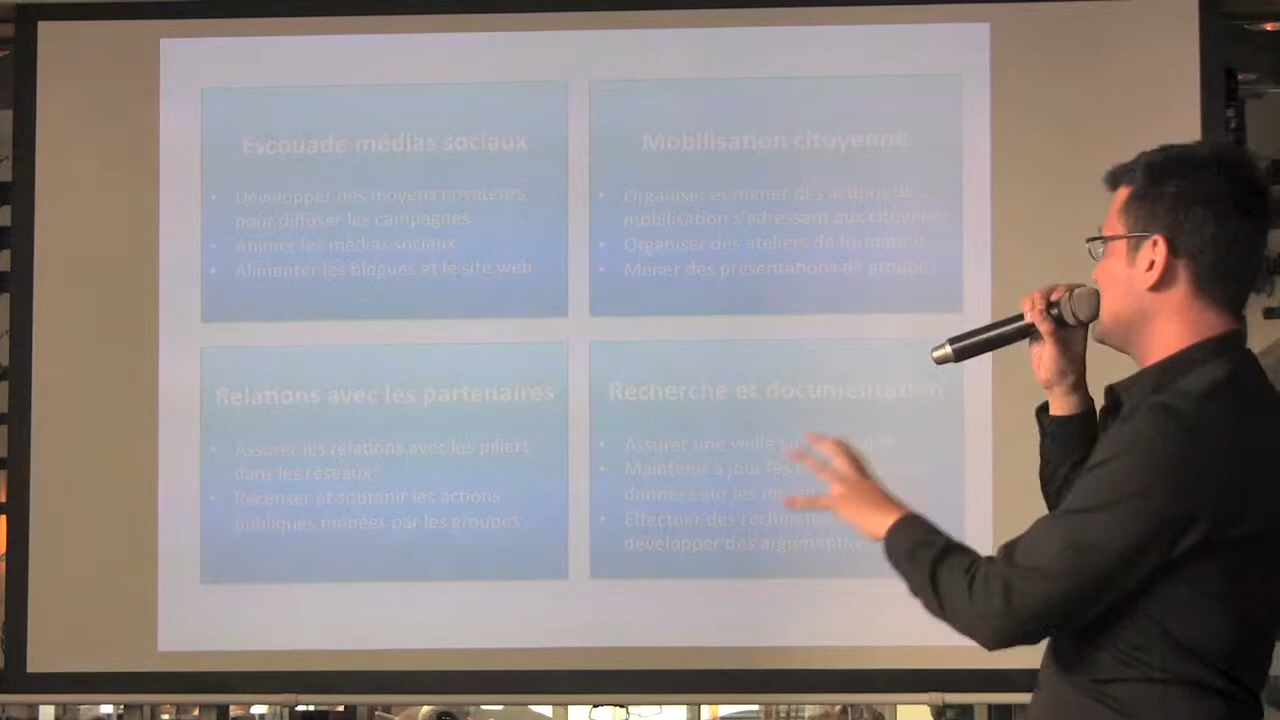 Escouade médias sociaux
• Développer des moyens novateurs
pour diffuser les campagnes
• Animer les médias sociaux
• Alimenter les blogues et le site web
Mobilisation citoyenne
• Organiser et mener des actions de
mobilisation s'adressant aux
• Organiser des ateliers de formation
• Mener des présentations de groupes
Relations avec les partenaires
• Assurer les relations avec les piliers
dans les réseaux
• Recenser et soutenir les actions
publiques menées par les groupes
Recherche et documentation
• Assurer une veille
• Maintenir à jour les
données sur les
• Effectuer des
développer des